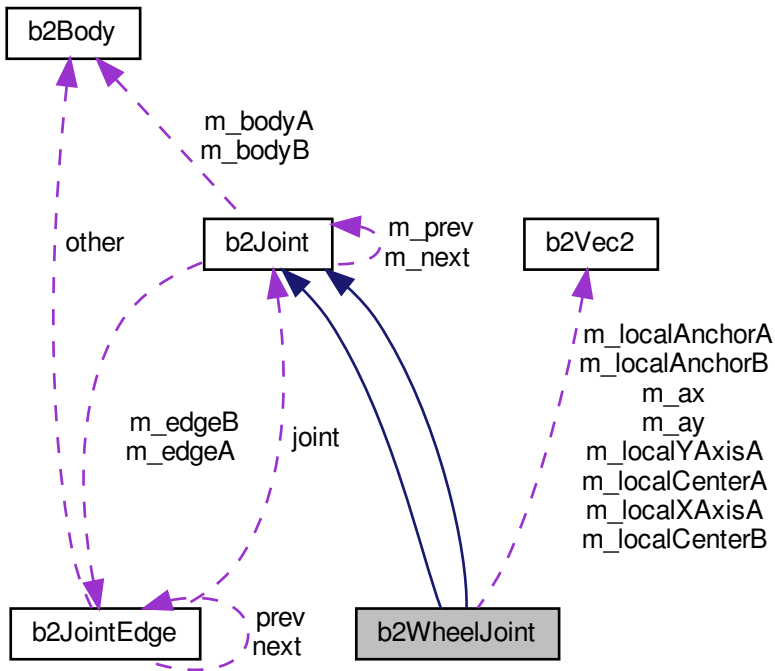 b2Body
m_bodyA
m_bodyB
other
b2Joint
m_prev
m_next
b2Vec2
m_localAnchorA
m_localAnchorB
m_ax
m_ay
m_localYAxisA
m_localCenterA
m_localXAxisA
m_localCenterB
m_edgeB
m_edgeA
joint
b2JointEdge
prev
next
b2WheelJoint